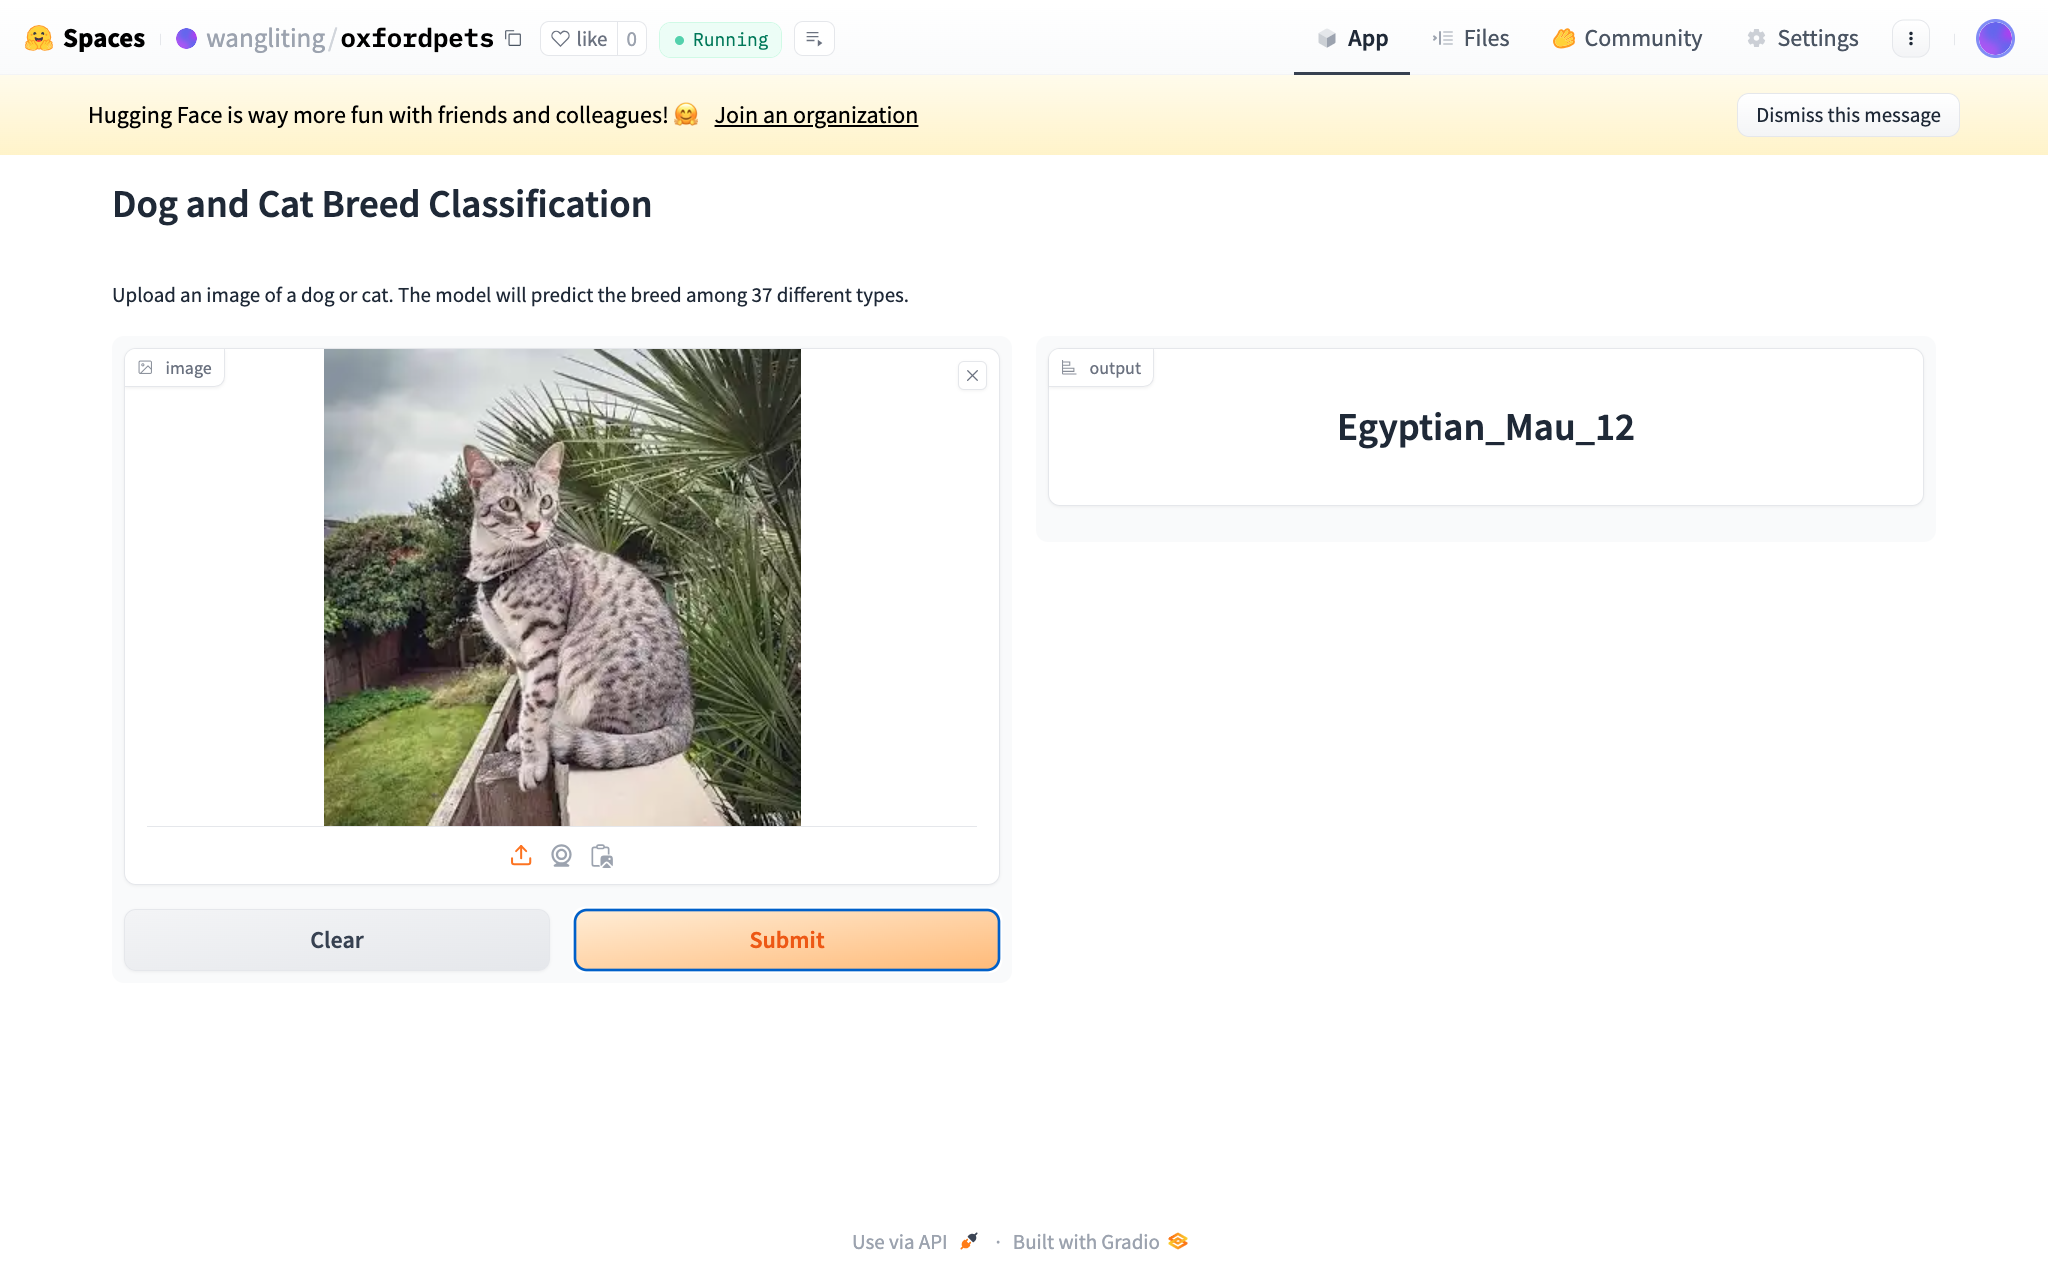 Spaces wangliting/oxfordpets like 0 Running App Files Community Settings
Hugging Face is way more fun with friends and colleagues! 🤗 Join an organization Dismiss this message
Dog and Cat Breed Classification
Upload an image of a dog or cat. The model will predict the breed among 37 different types.
image
output
Egyptian_Mau_12
Clear Submit
Use via API · Built with Gradio